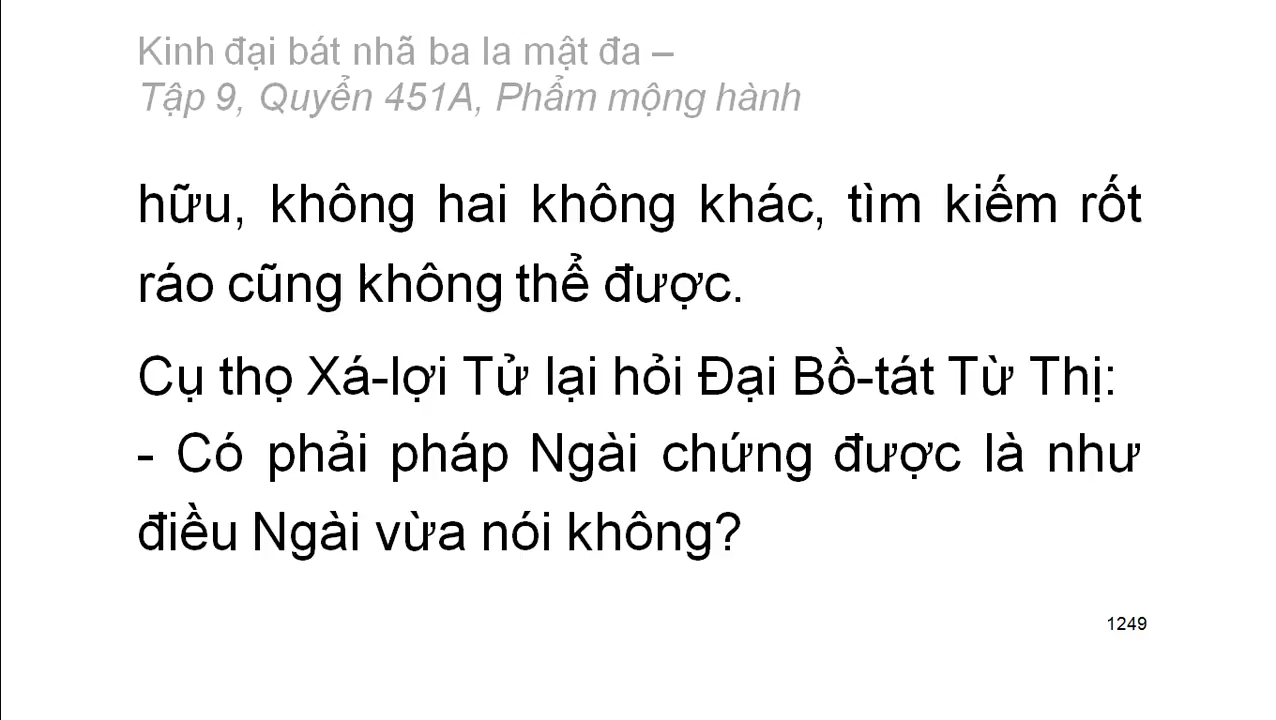 Kinh đại bát nhã ba la mật đa –
Tập 9, Quyển 451A, Phẩm mộng hành
hữu, không hai không khác, tìm kiếm rốt
ráo cũng không thể được.
Cụ thọ Xá-lợi Tử lại hỏi Đại Bồ-tát Từ Thị:
- Có phải pháp Ngài chứng được là như
điều Ngài vừa nói không?
1249